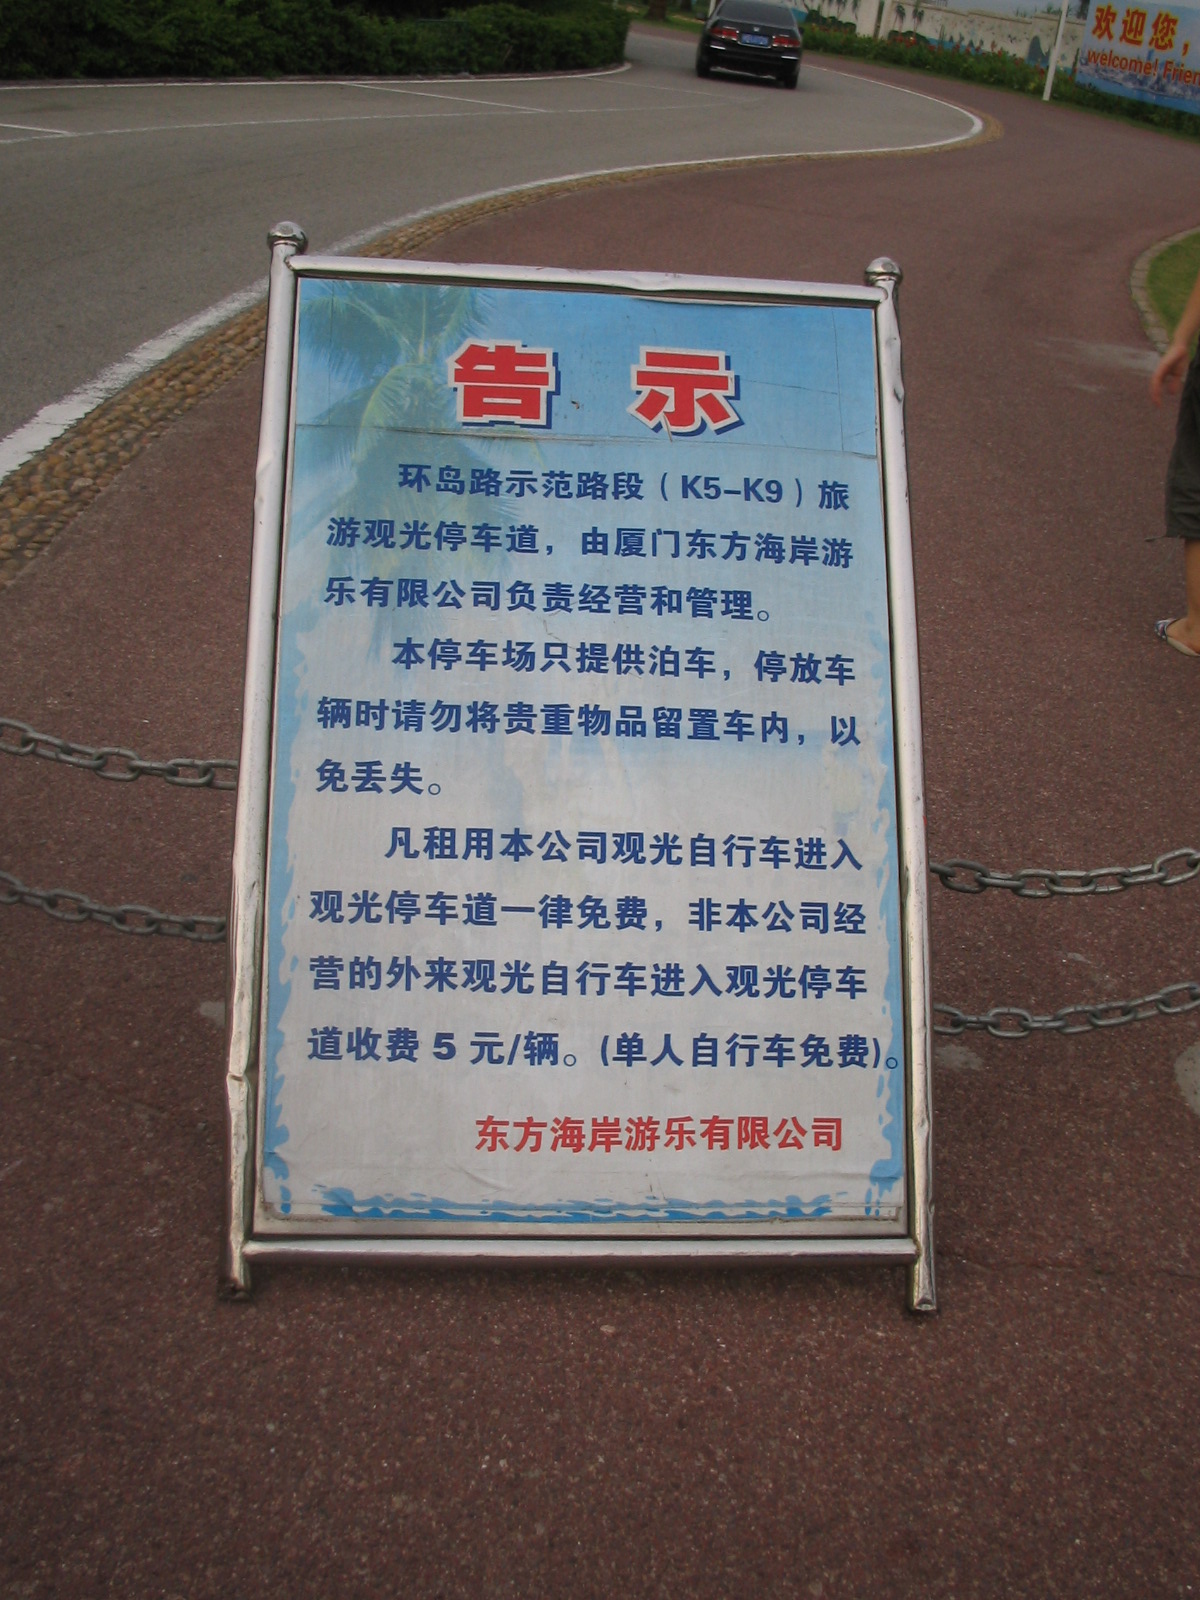 欢迎您，
welcome! Frien
告 示
环岛路示范路段（K5-K9）旅
游观光停车道，由厦门东方海岸游
乐有限公司负责经营和管理。
本停车场只提供泊车，停放车
辆时请勿将贵重物品留置车内，以
免丢失。
凡租用本公司观光自行车进入
观光停车道一律免费，非本公司经
营的外来观光自行车进入观光停车
道收费 5 元/辆。(单人自行车免费)。
东方海岸游乐有限公司